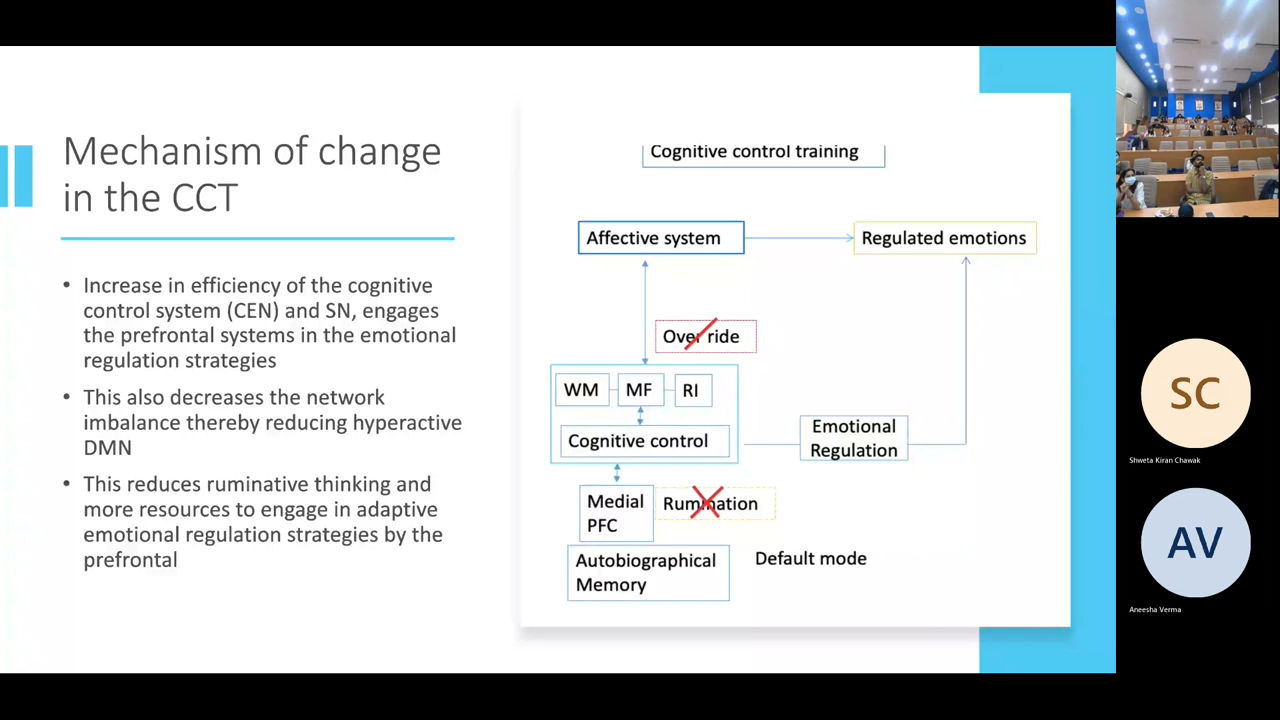 Mechanism of change
in the CCT
• Increase in efficiency of the cognitive
control system (CEN) and SN, engages
the prefrontal systems in the emotional
regulation strategies
• This also decreases the network
imbalance thereby reducing hyperactive
DMN
• This reduces ruminative thinking and
more resources to engage in adaptive
emotional regulation strategies by the
prefrontal
Cognitive control training
Affective system
Regulated emotions
Over ride
WM
MF
RI
Cognitive control
Emotional
Regulation
Medial
PFC
Rumination
Autobiographical
Memory
Default mode
SC
Shweta Kiran Chawak
AV
Aneesha Verma